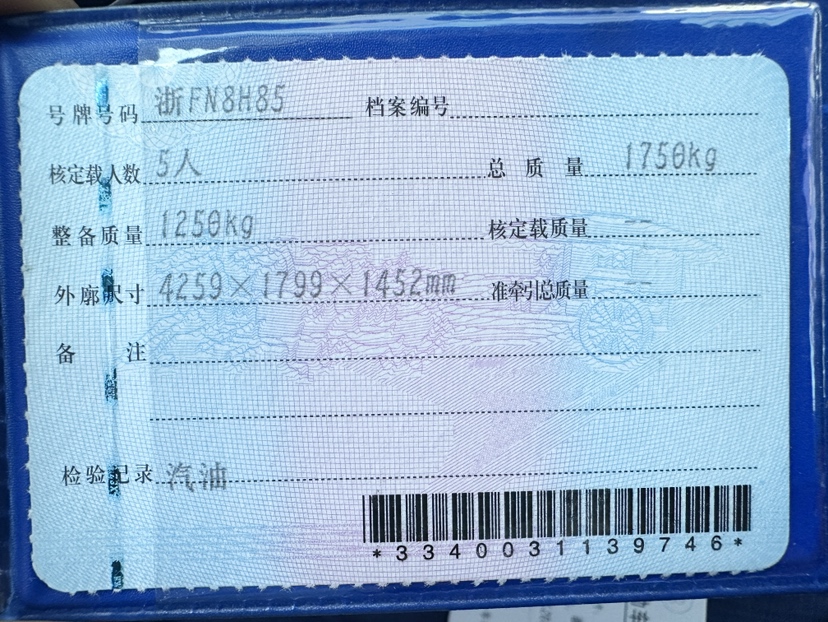 号牌号码 浙FN8H85 档案编号
核定载人数 5人 总质量 1750kg
整备质量 1250kg 核定载质量 --
外廓尺寸 4259×1799×1452mm 准牵引总质量 --
备注
检验记录 汽油
*3340031139746*